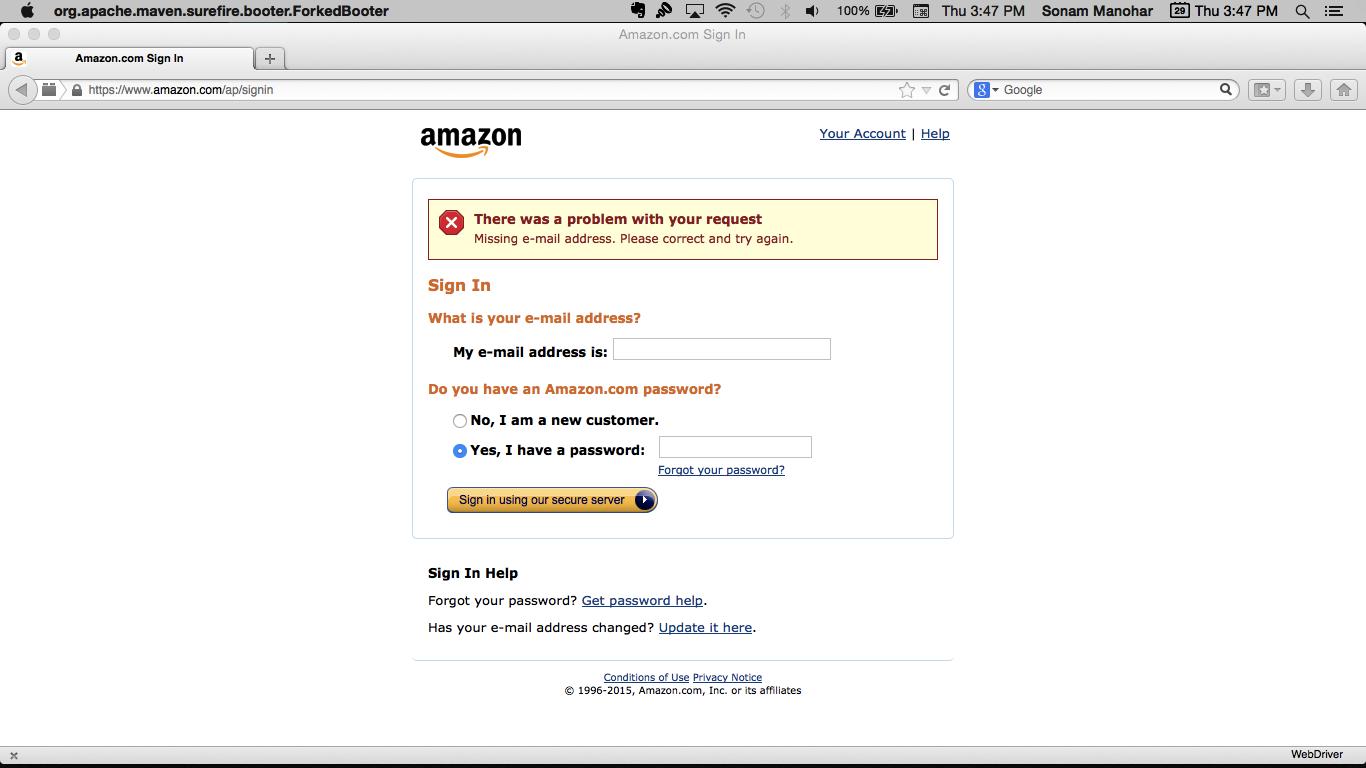 org.apache.maven.surefire.booter.ForkedBooter 100% Thu 3:47 PM Sonam Manohar 29 Thu 3:47 PM
Amazon.com Sign In
a Amazon.com Sign In +
https://www.amazon.com/ap/signin 8 Google
amazon Your Account | Help
There was a problem with your request
Missing e-mail address. Please correct and try again.
Sign In
What is your e-mail address?
My e-mail address is:
Do you have an Amazon.com password?
No, I am a new customer.
Yes, I have a password:
Forgot your password?
Sign in using our secure server
Sign In Help
Forgot your password? Get password help.
Has your e-mail address changed? Update it here.
Conditions of Use Privacy Notice
© 1996-2015, Amazon.com, Inc. or its affiliates
WebDriver